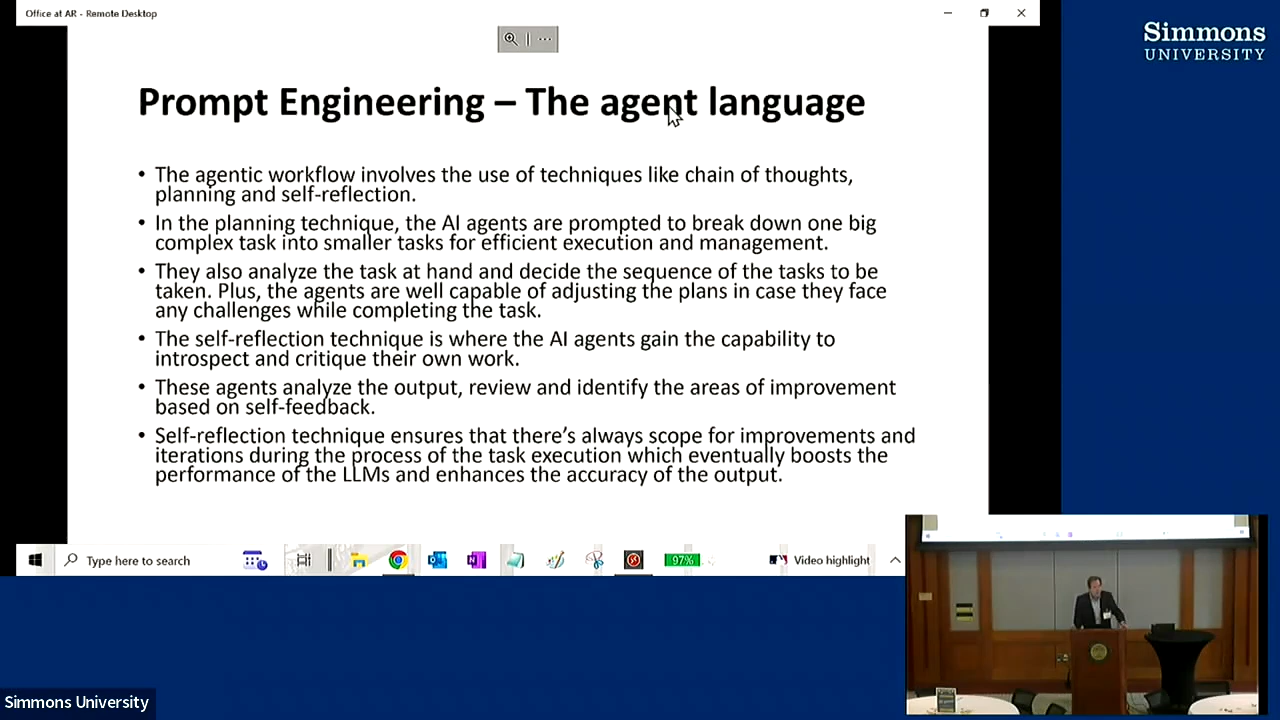 Office at AR - Remote Desktop
Simmons
UNIVERSITY
Prompt Engineering – The agent language
• The agentic workflow involves the use of techniques like chain of thoughts,
planning and self-reflection.
• In the planning technique, the AI agents are prompted to break down one big
complex task into smaller tasks for efficient execution and management.
• They also analyze the task at hand and decide the sequence of the tasks to be
taken. Plus, the agents are well capable of adjusting the plans in case they face
any challenges while completing the task.
• The self-reflection technique is where the AI agents gain the capability to
introspect and critique their own work.
• These agents analyze the output, review and identify the areas of improvement
based on self-feedback.
• Self-reflection technique ensures that there’s always scope for improvements and
iterations during the process of the task execution which eventually boosts the
performance of the LLMs and enhances the accuracy of the output.
Type here to search
97%
Video highlight
Simmons University